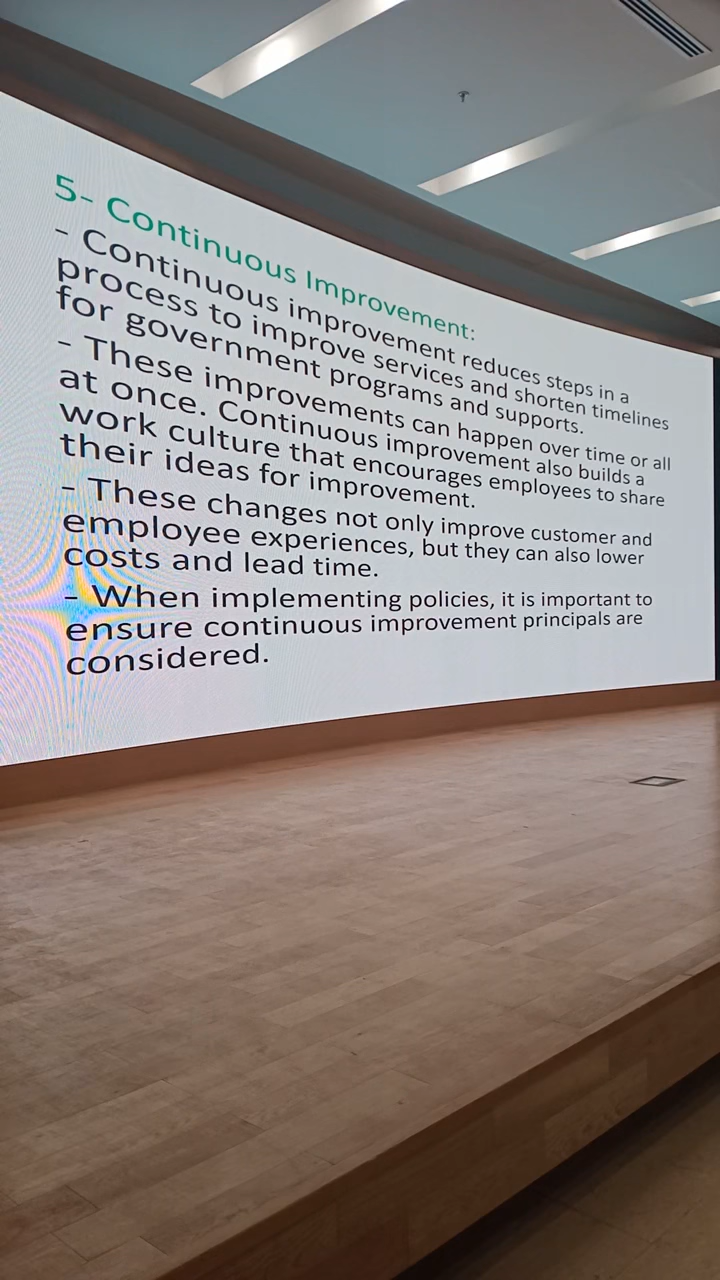 5- Continuous Improvement:
- Continuous improvement reduces steps in a
process to improve services and shorten timelines
for government programs and supports.
- These improvements can happen over time or all
at once. Continuous improvement also builds a
work culture that encourages employees to share
their ideas for improvement.
- These changes not only improve customer and
employee experiences, but they can also lower
costs and lead time.
- When implementing policies, it is important to
ensure continuous improvement principals are
considered.